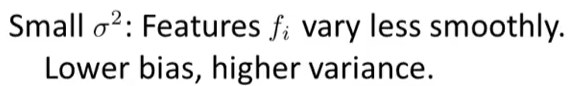 Small σ²: Features fᵢ vary less smoothly.
Lower bias, higher variance.